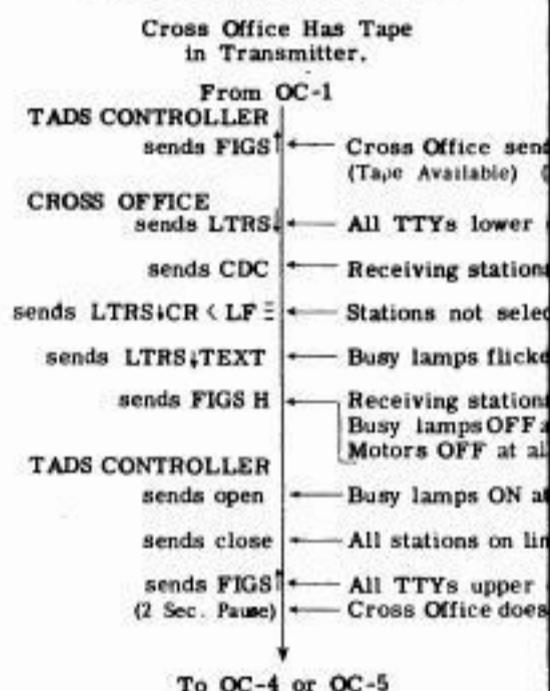 Cross Office Has Tape
in Transmitter.
From OC-1
TADS CONTROLLER
sends FIGS↑ Cross Office send
(Tape Available) (
CROSS OFFICE
sends LTRS↓ All TTYs lower
sends CDC Receiving station
sends LTRS↓CR < LF ≡ Stations not selec
sends LTRS↓TEXT Busy lamps flicke
sends FIGS H Receiving station
Busy lamps OFF a
Motors OFF at al
TADS CONTROLLER
sends open Busy lamps ON at
sends close All stations on lin
sends FIGS↑ All TTYs upper
(2 Sec. Pause) Cross Office does
To OC-4 or OC-5